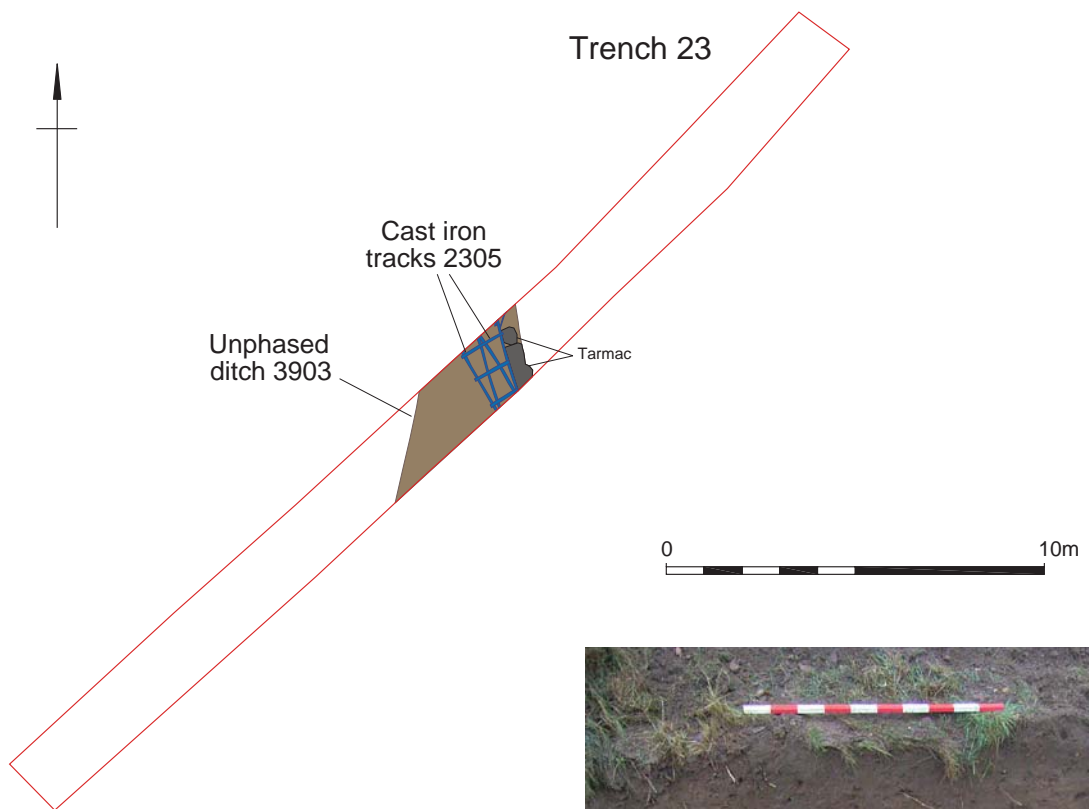 Trench 23
Cast iron
tracks 2305
Unphased
ditch 3903
Tarmac
0 10m